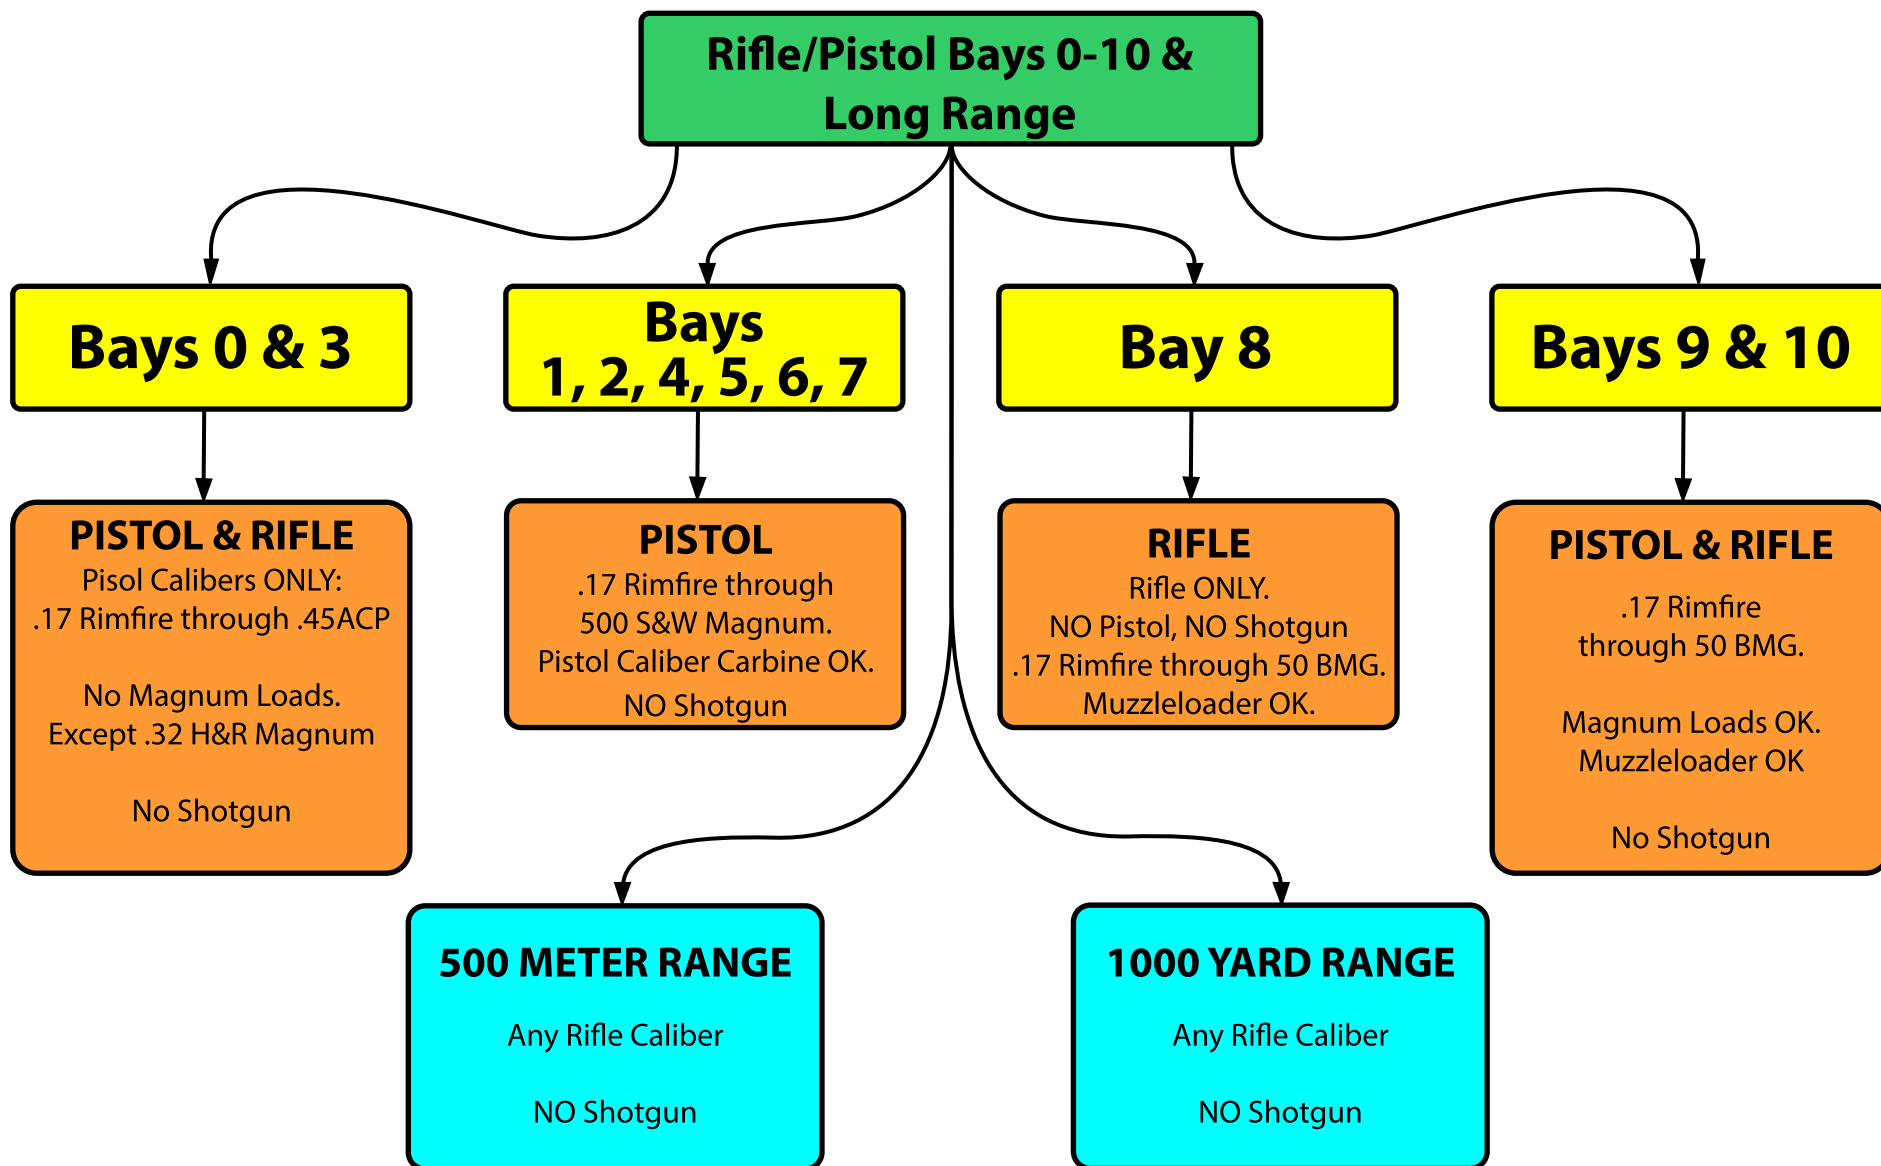 Rifle/Pistol Bays 0-10 &
Long Range
Bays 0 & 3
Bays
1, 2, 4, 5, 6, 7
Bay 8
Bays 9 & 10
PISTOL & RIFLE
Pisol Calibers ONLY:
.17 Rimfire through .45ACP
No Magnum Loads.
Except .32 H&R Magnum
No Shotgun
PISTOL
.17 Rimfire through
500 S&W Magnum.
Pistol Caliber Carbine OK.
NO Shotgun
RIFLE
Rifle ONLY.
NO Pistol, NO Shotgun
.17 Rimfire through 50 BMG.
Muzzleloader OK.
PISTOL & RIFLE
.17 Rimfire
through 50 BMG.
Magnum Loads OK.
Muzzleloader OK
No Shotgun
500 METER RANGE
Any Rifle Caliber
NO Shotgun
1000 YARD RANGE
Any Rifle Caliber
NO Shotgun